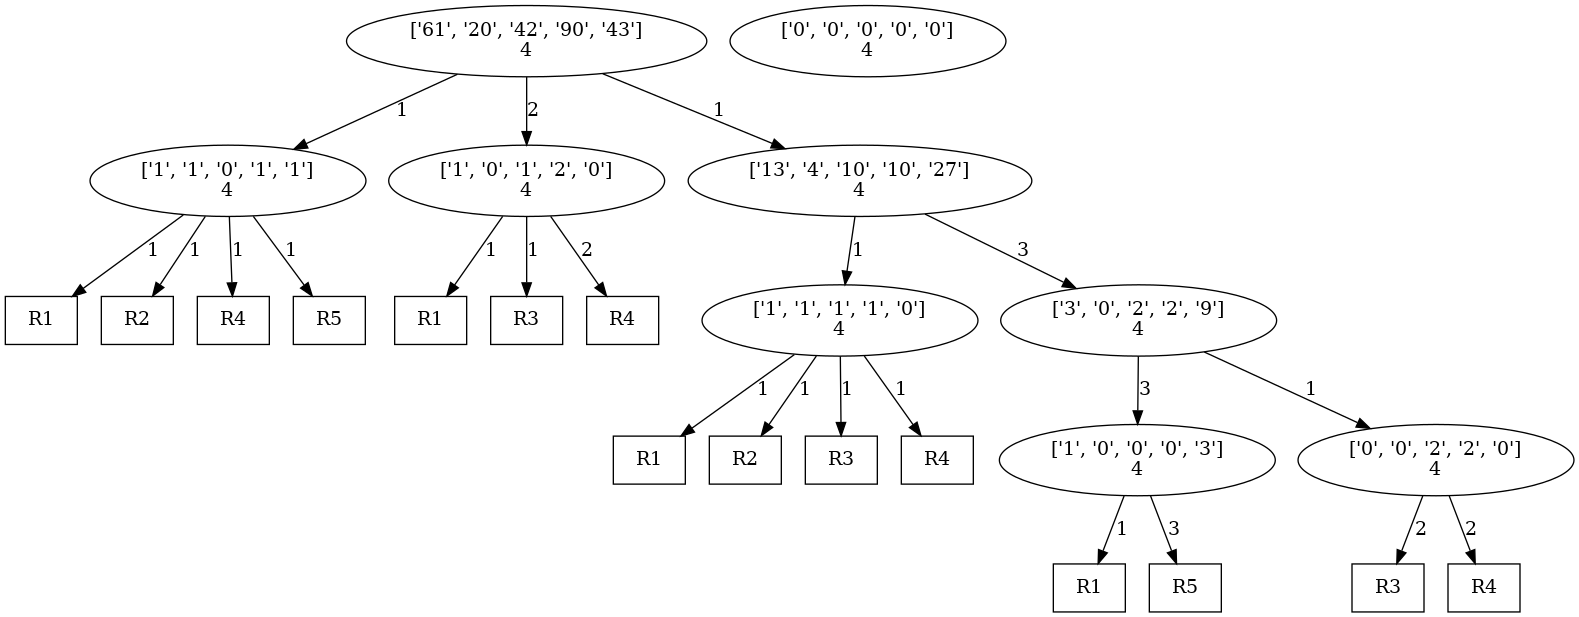 ['61', '20', '42', '90', '43']
4
['0', '0', '0', '0', '0']
4
1
2
1
['1', '1', '0', '1', '1']
4
['1', '0', '1', '2', '0']
4
['13', '4', '10', '10', '27']
4
1
1
1
1
1
1
2
1
3
R1
R2
R4
R5
R1
R3
R4
['1', '1', '1', '1', '0']
4
['3', '0', '2', '2', '9']
4
1
1
1
1
3
1
R1
R2
R3
R4
['1', '0', '0', '0', '3']
4
['0', '0', '2', '2', '0']
4
1
3
2
2
R1
R5
R3
R4